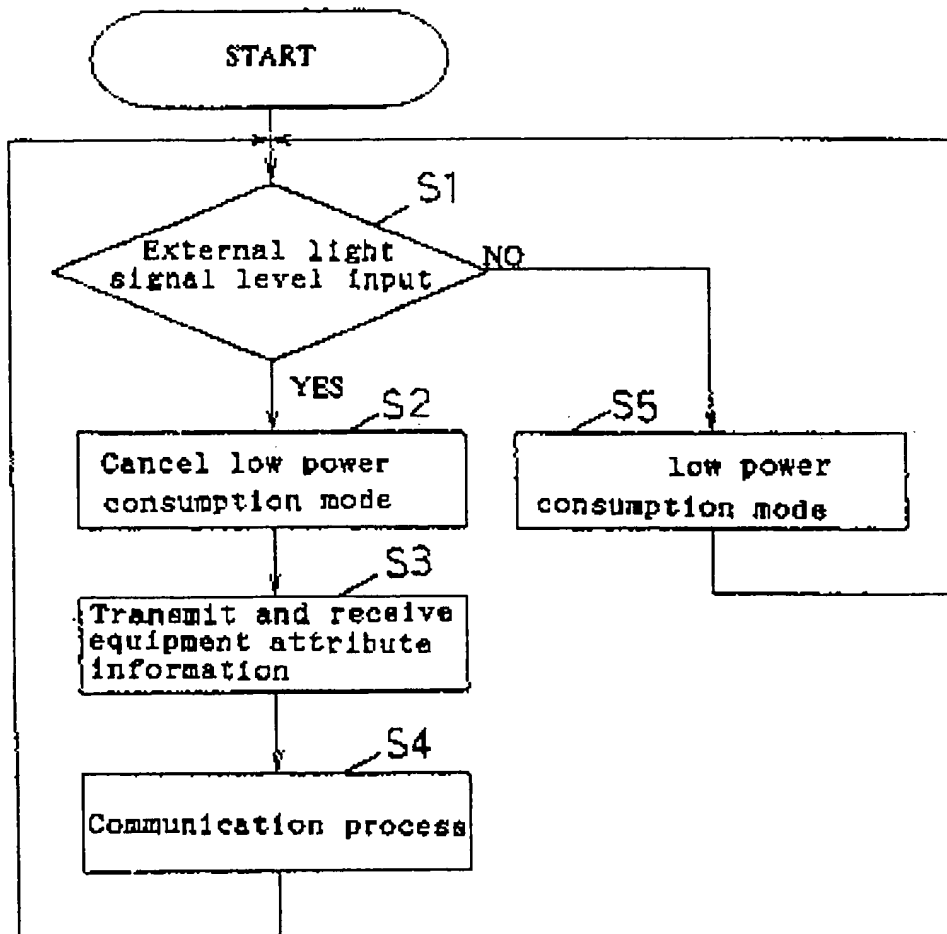 START
S1
External light
signal level input
NO
YES
S2
Cancel low power
consumption mode
S5
low power
consumption mode
S3
Transmit and receive
equipment attribute
information
S4
Communication process